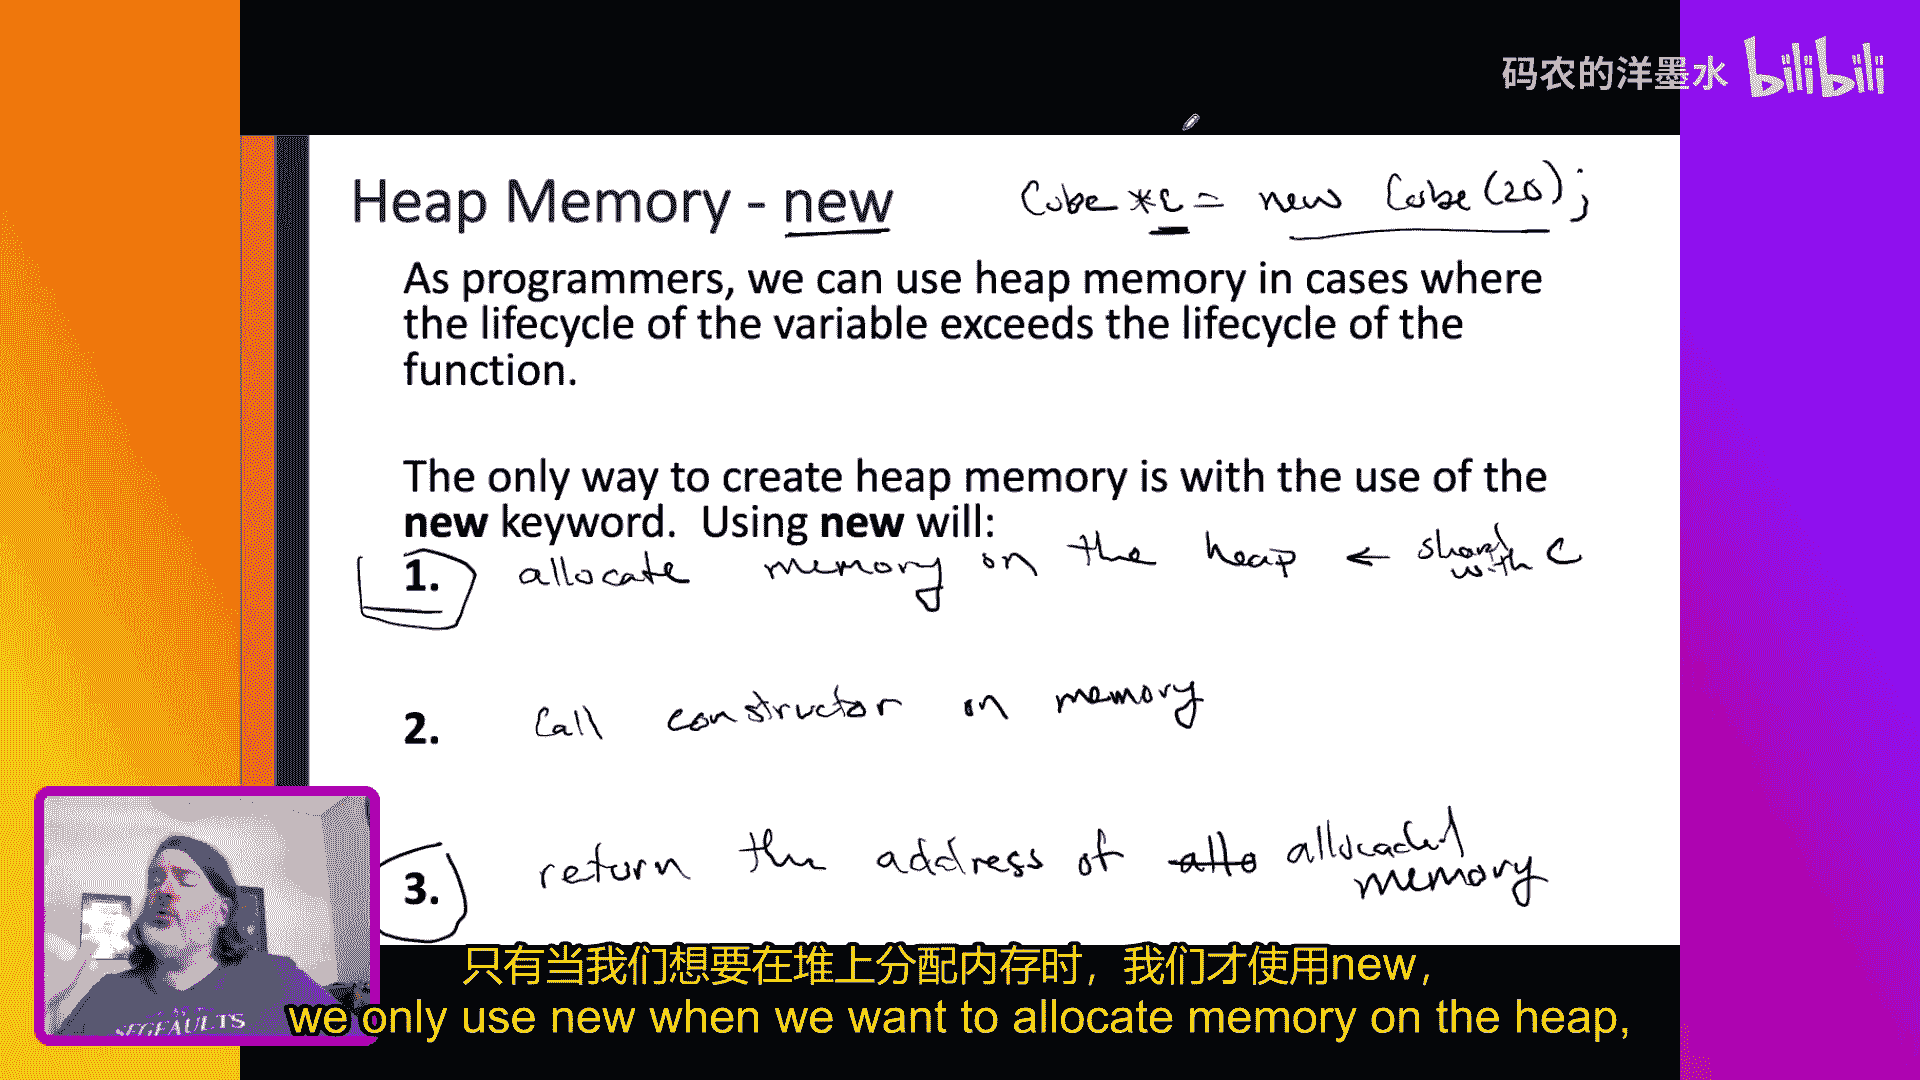 码农的洋墨水 bilibili
Heap Memory - new
Cube *c = new Cube(20);
As programmers, we can use heap memory in cases where
the lifecycle of the variable exceeds the lifecycle of the
function.
The only way to create heap memory is with the use of the
new keyword. Using new will:
1. allocate memory on the heap ← shared with C
2. Call constructor on memory
3. return the address of allo allocated memory
SEGFAULTS
只有当我们想要在堆上分配内存时，我们才使用new，
we only use new when we want to allocate memory on the heap,